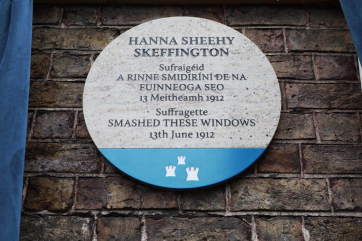 HANNA SHEEHY
SKEFFINGTON
Sufraigéid
A RINNE SMIDIRÍNÍ DE NA
FUINNEOGA SEO
13 Meitheamh 1912
Suffragette
SMASHED THESE WINDOWS
13th June 1912